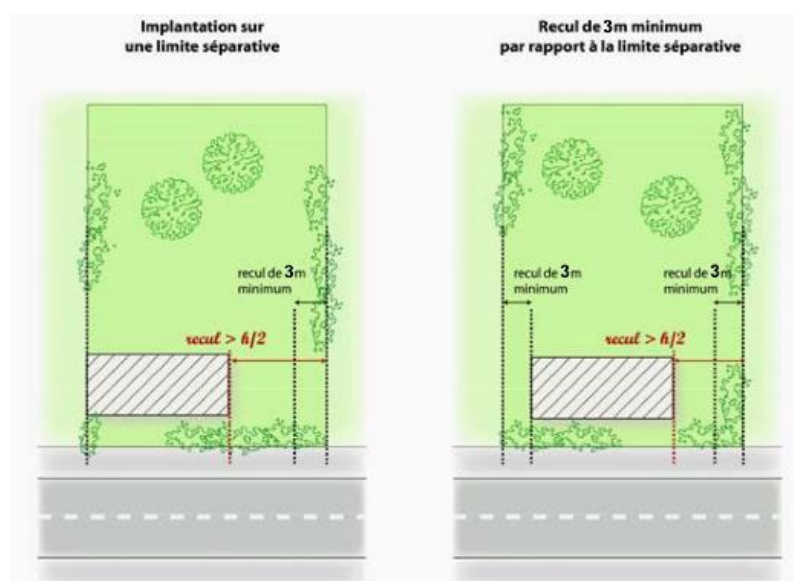 Implantation sur
une limite séparative
Recul de 3m minimum
par rapport à la limite séparative
recul de 3m
minimum
recul > h/2
recul de 3m
minimum
recul de 3m
minimum
recul > h/2